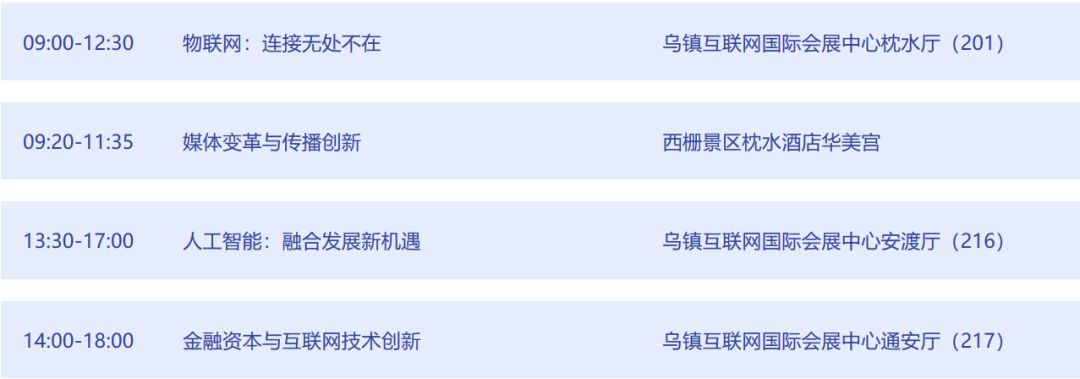 09:00-12:30 物联网：连接无处不在 乌镇互联网国际会展中心枕水厅（201）
09:20-11:35 媒体变革与传播创新 西栅景区枕水酒店华美宫
13:30-17:00 人工智能：融合发展新机遇 乌镇互联网国际会展中心安渡厅（216）
14:00-18:00 金融资本与互联网技术创新 乌镇互联网国际会展中心通安厅（217）